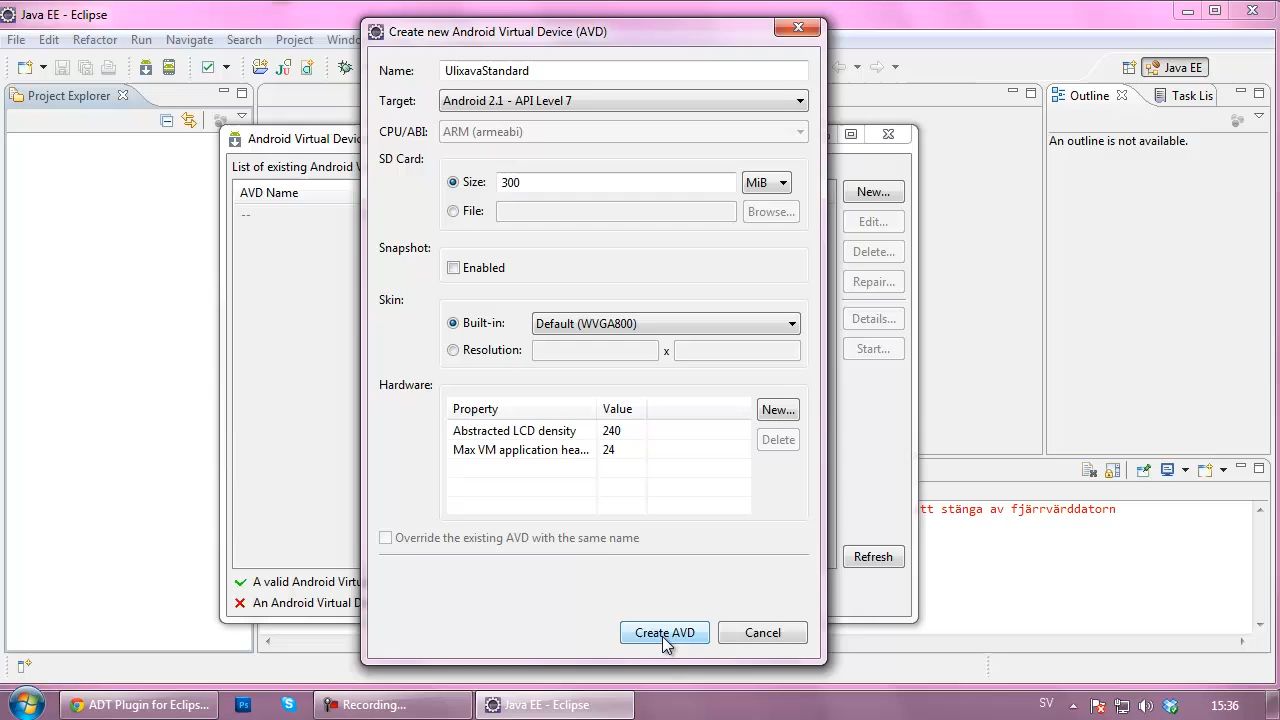 Java EE - Eclipse
File Edit Run Navigate Search Project
Java EE
Project Explorer
Outline Task Lis
An outline is not available.
Create new Android Virtual Device (AVD)
Name: UlixavaStandard
Target: Android 2.1 - API Level 7
CPU/ABI: ARM (armeabi)
SD Card:
Size: 300 MiB
File: Browse...
Snapshot:
Enabled
Skin:
Built-in: Default (WVGA800)
Resolution: x
Hardware:
Property Value New...
Abstracted LCD density 240
Delete
Max VM application hea... 24
Override the existing AVD with the same name
Create AVD Cancel
Android Virtual
List of existing Android
AVD Name
--
New...
Edit...
Delete...
Repair...
Details...
Start...
Refresh
A valid Android
An Android Virtual
stänga av fjärrvärddatorn
ADT Plugin for Eclips... Ps Recording... Java EE - Eclipse SV 15:36